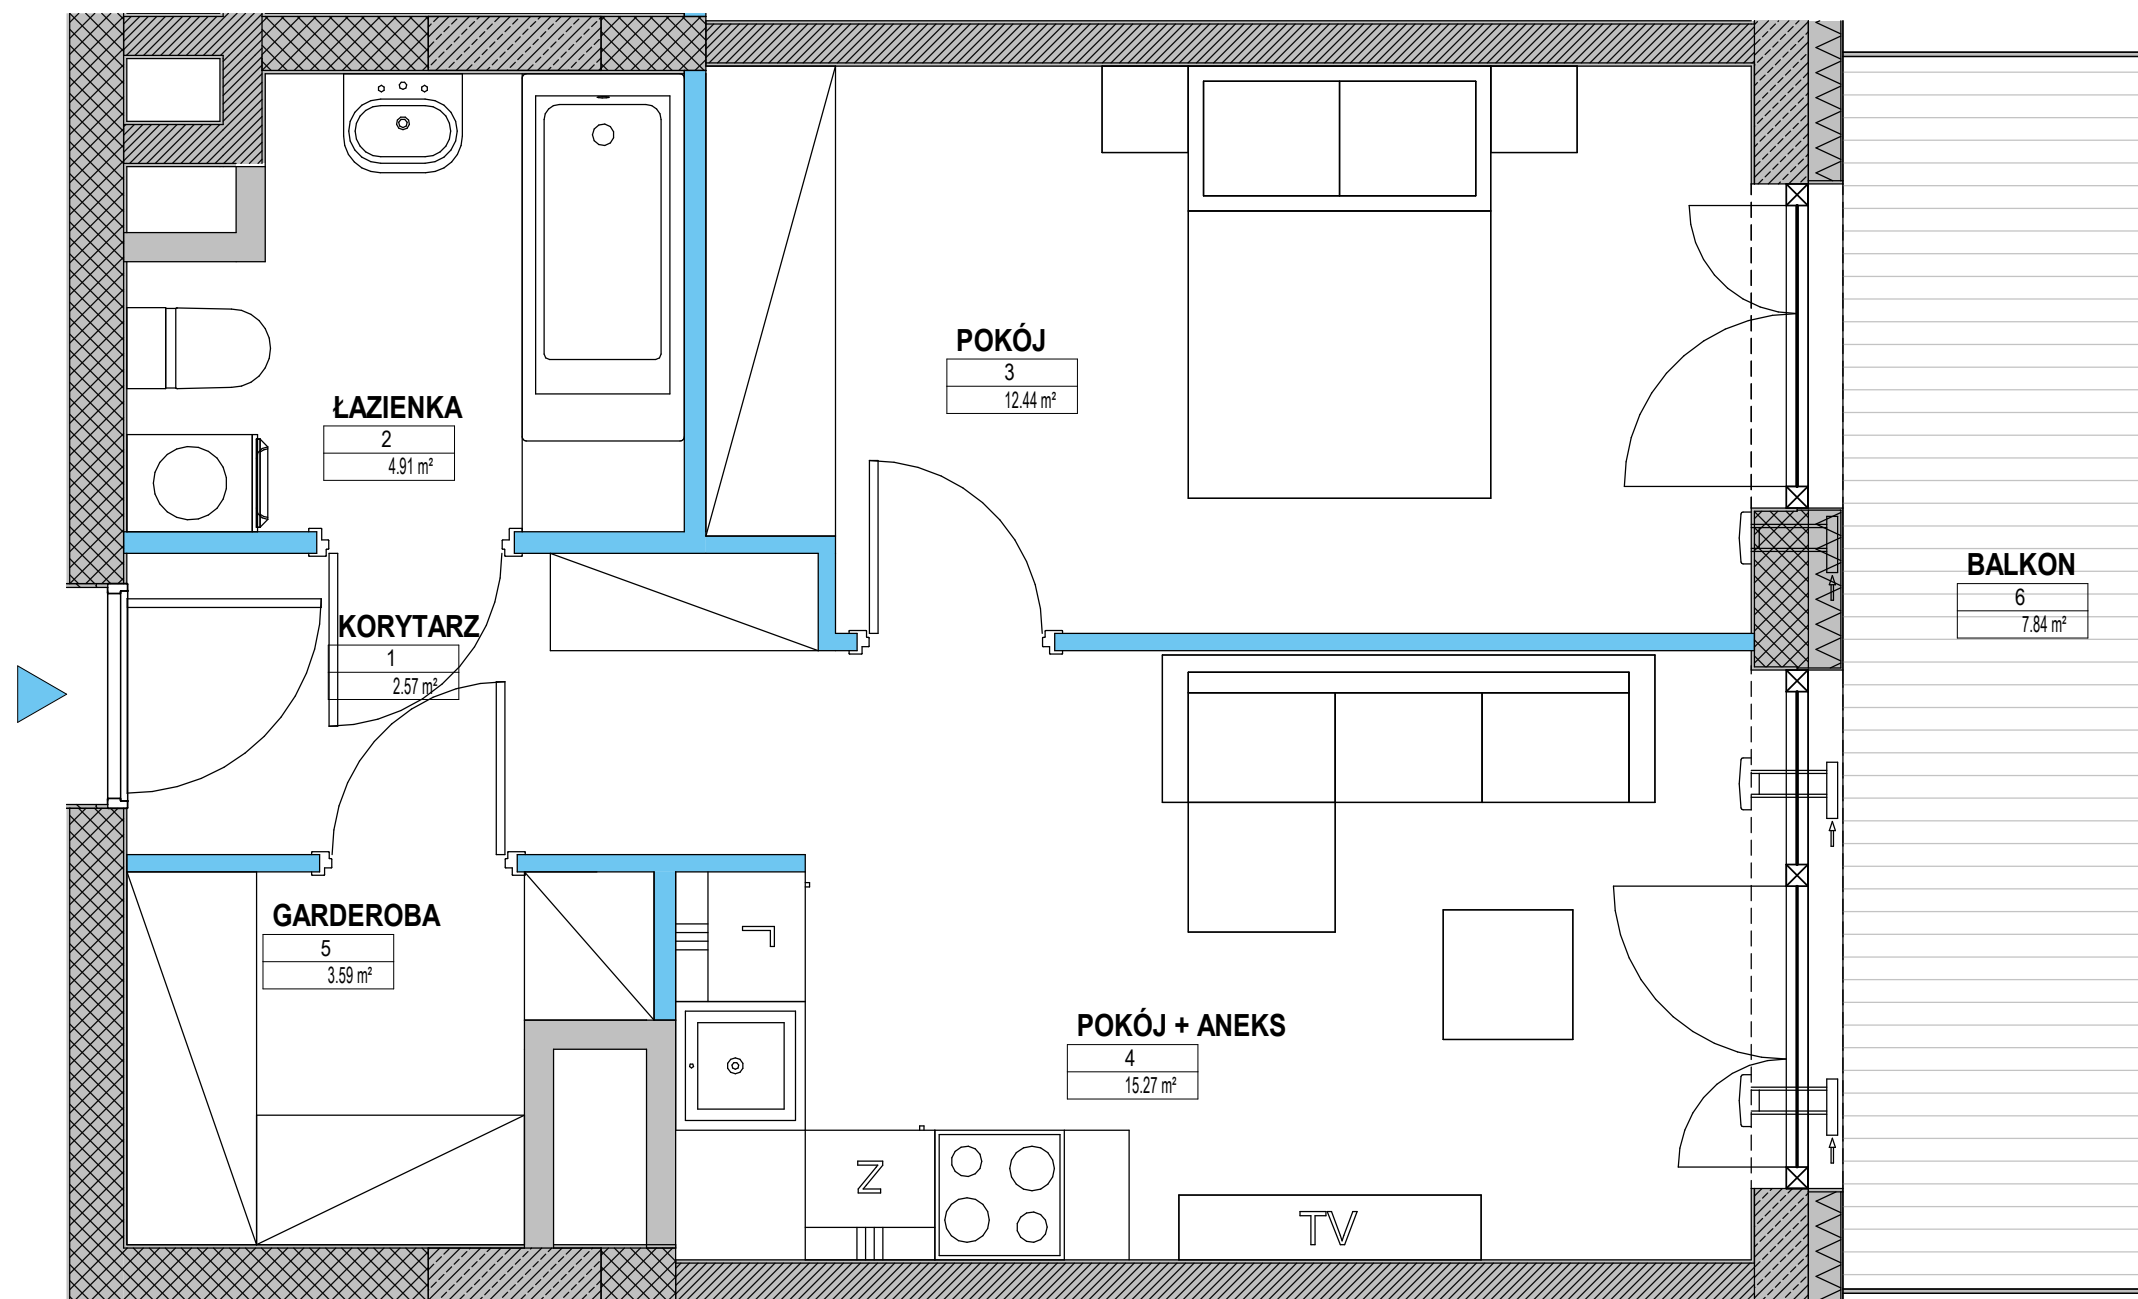 POKÓJ
3
12.44 m²
ŁAZIENKA
2
4.91 m²
BALKON
6
7.84 m²
KORYTARZ
1
2.57 m²
GARDEROBA
5
3.59 m²
L
POKÓJ + ANEKS
4
15.27 m²
Z
TV